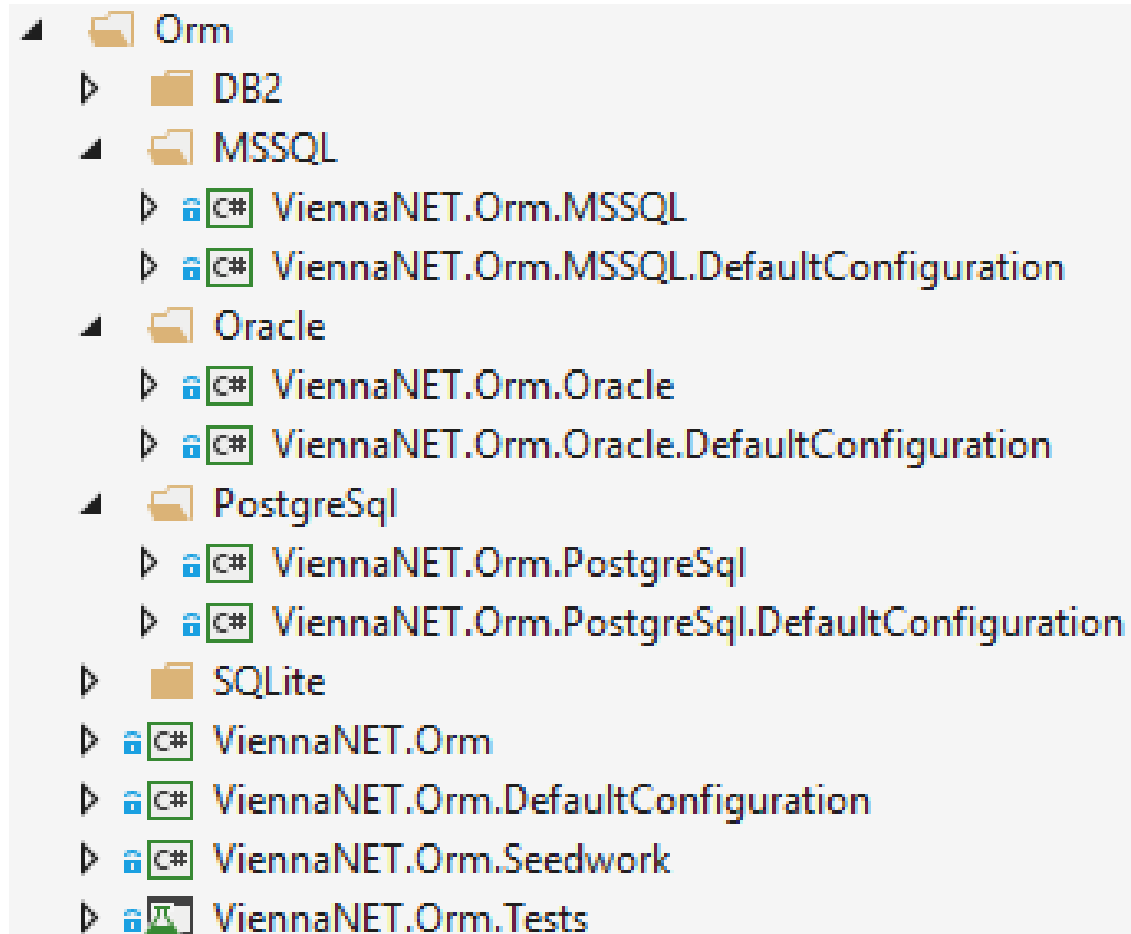 Orm
DB2
MSSQL
C# ViennaNET.Orm.MSSQL
C# ViennaNET.Orm.MSSQL.DefaultConfiguration
Oracle
C# ViennaNET.Orm.Oracle
C# ViennaNET.Orm.Oracle.DefaultConfiguration
PostgreSql
C# ViennaNET.Orm.PostgreSql
C# ViennaNET.Orm.PostgreSql.DefaultConfiguration
SQLite
C# ViennaNET.Orm
C# ViennaNET.Orm.DefaultConfiguration
C# ViennaNET.Orm.Seedwork
ViennaNET.Orm.Tests